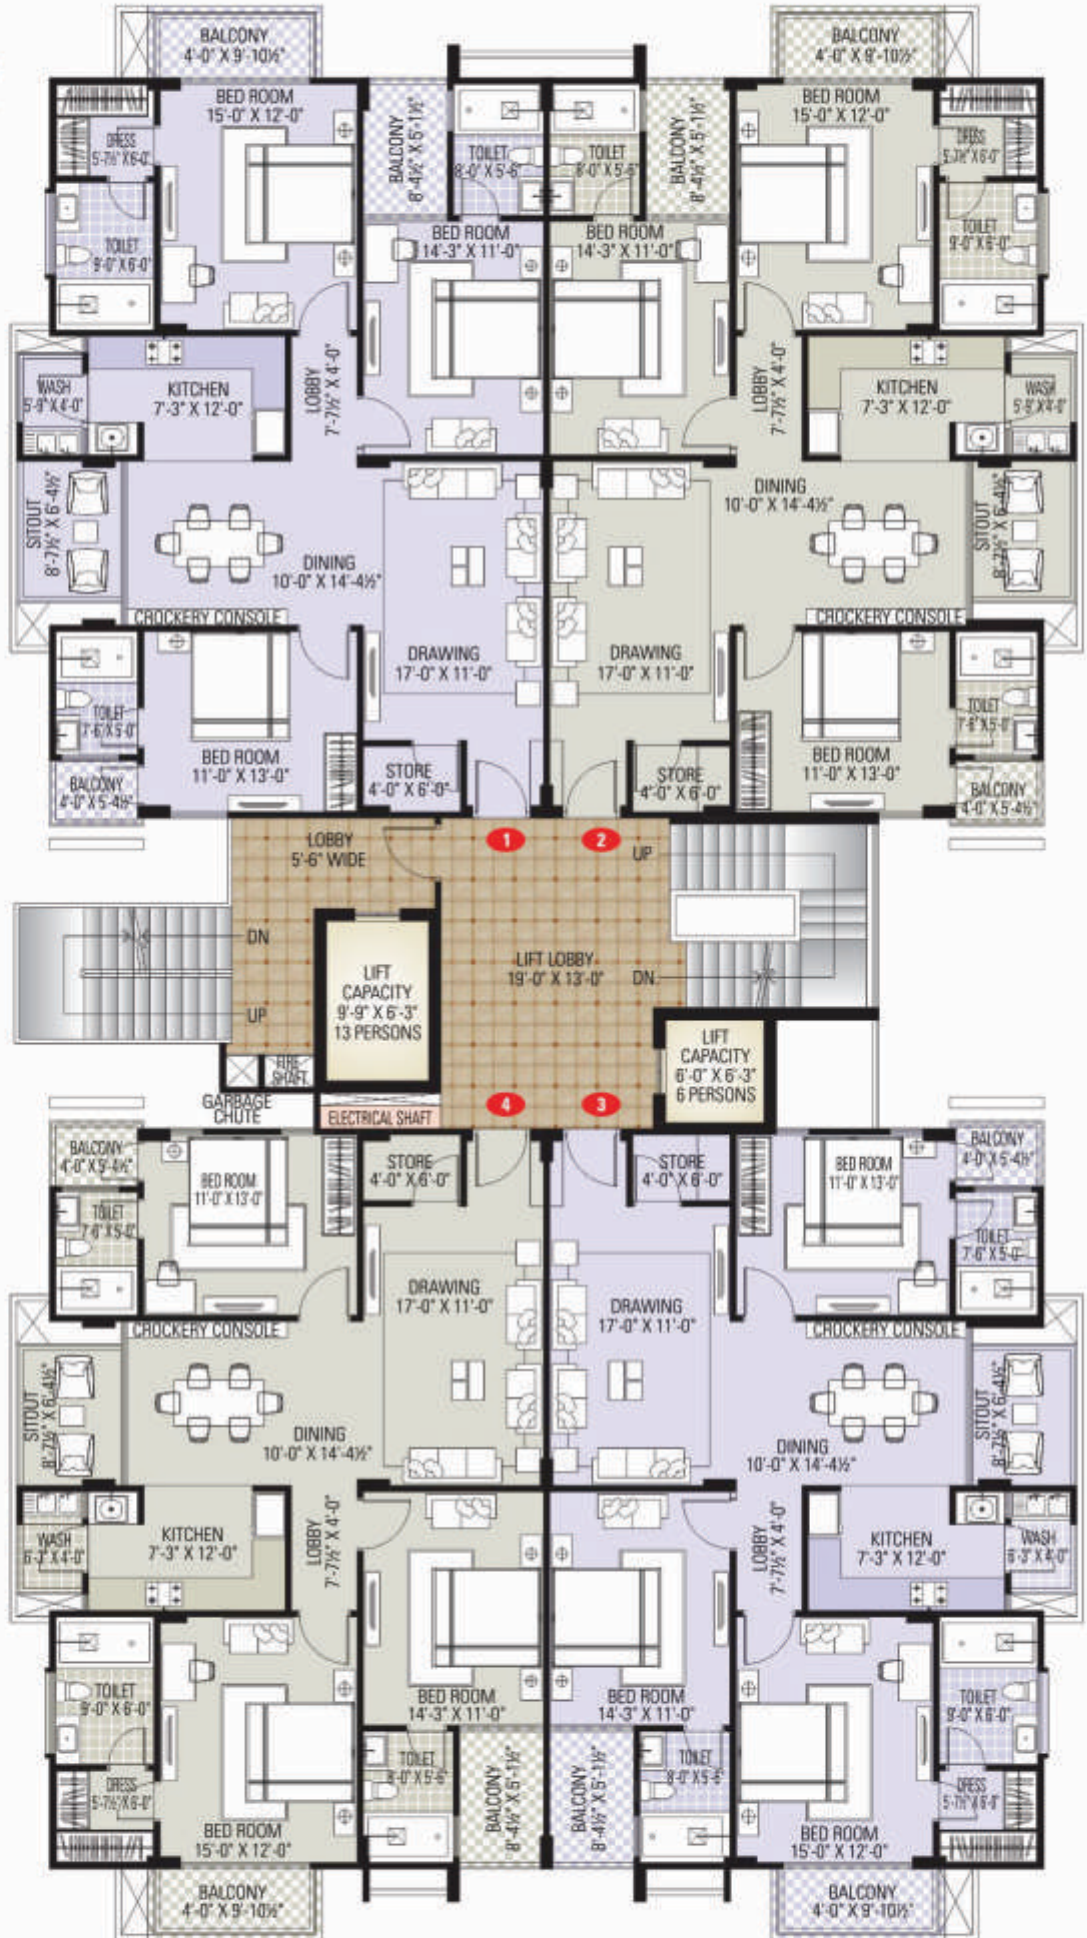 BALCONY
4'-0" X 9'-10½"
BALCONY
4'-0" X 9'-10½"
BED ROOM
15'-0" X 12'-0"
BALCONY
8'-4½" X 5'-1½"
TOILET
8'-0" X 5'-6"
TOILET
8'-0" X 5'-6"
BALCONY
8'-4½" X 5'-1½"
BED ROOM
15'-0" X 12'-0"
DRESS
5'-7½" X 6'-0"
DRESS
5'-7½" X 6'-0"
TOILET
9'-0" X 6'-0"
BED ROOM
14'-3" X 11'-0"
BED ROOM
14'-3" X 11'-0"
TOILET
9'-0" X 6'-0"
WASH
5'-9" X 4'-0"
KITCHEN
7'-3" X 12'-0"
LOBBY
7'-7½" X 4'-0"
LOBBY
7'-7½" X 4'-0"
KITCHEN
7'-3" X 12'-0"
WASH
5'-9" X 4'-0"
SITOUT
8'-7½" X 6'-4½"
DINING
10'-0" X 14'-4½"
DINING
10'-0" X 14'-4½"
SITOUT
8'-7½" X 6'-4½"
CROCKERY CONSOLE
CROCKERY CONSOLE
DRAWING
17'-0" X 11'-0"
DRAWING
17'-0" X 11'-0"
TOILET
7'-6" X 5'-0"
BED ROOM
11'-0" X 13'-0"
BED ROOM
11'-0" X 13'-0"
TOILET
7'-6" X 5'-0"
BALCONY
4'-0" X 5'-4½"
STORE
4'-0" X 6'-0"
STORE
4'-0" X 6'-0"
BALCONY
4'-0" X 5'-4½"
LOBBY
5'-6" WIDE
1
2
UP
DN
UP
LIFT
CAPACITY
9'-9" X 6'-3"
13 PERSONS
LIFT LOBBY
19'-0" X 13'-0"
DN
LIFT
CAPACITY
6'-0" X 6'-3"
6 PERSONS
FIRE
SHAFT
GARBAGE
CHUTE
ELECTRICAL SHAFT
4
3
BALCONY
4'-0" X 5'-4½"
BED ROOM
11'-0" X 13'-0"
STORE
4'-0" X 6'-0"
STORE
4'-0" X 6'-0"
BED ROOM
11'-0" X 13'-0"
BALCONY
4'-0" X 5'-4½"
TOILET
7'-6" X 5'-0"
TOILET
7'-6" X 5'-0"
DRAWING
17'-0" X 11'-0"
DRAWING
17'-0" X 11'-0"
CROCKERY CONSOLE
CROCKERY CONSOLE
SITOUT
8'-7½" X 6'-4½"
DINING
10'-0" X 14'-4½"
DINING
10'-0" X 14'-4½"
SITOUT
8'-7½" X 6'-4½"
WASH
6'-3" X 4'-0"
KITCHEN
7'-3" X 12'-0"
LOBBY
7'-7½" X 4'-0"
LOBBY
7'-7½" X 4'-0"
KITCHEN
7'-3" X 12'-0"
WASH
6'-3" X 4'-0"
TOILET
9'-0" X 6'-0"
BED ROOM
14'-3" X 11'-0"
BED ROOM
14'-3" X 11'-0"
TOILET
9'-0" X 6'-0"
DRESS
5'-7½" X 6'-0"
TOILET
8'-0" X 5'-6"
BALCONY
8'-4½" X 5'-1½"
BALCONY
8'-4½" X 5'-1½"
TOILET
8'-0" X 5'-6"
DRESS
5'-7½" X 6'-0"
BED ROOM
15'-0" X 12'-0"
BED ROOM
15'-0" X 12'-0"
BALCONY
4'-0" X 9'-10½"
BALCONY
4'-0" X 9'-10½"